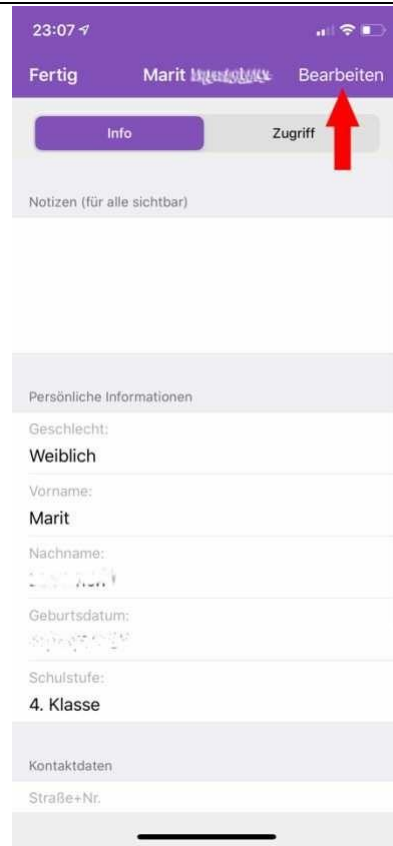 23:07
Fertig Marit Bearbeiten
Info Zugriff
Notizen (für alle sichtbar)
Persönliche Informationen
Geschlecht:
Weiblich
Vorname:
Marit
Nachname:
Geburtsdatum:
Schulstufe:
4. Klasse
Kontaktdaten
Straße+Nr.